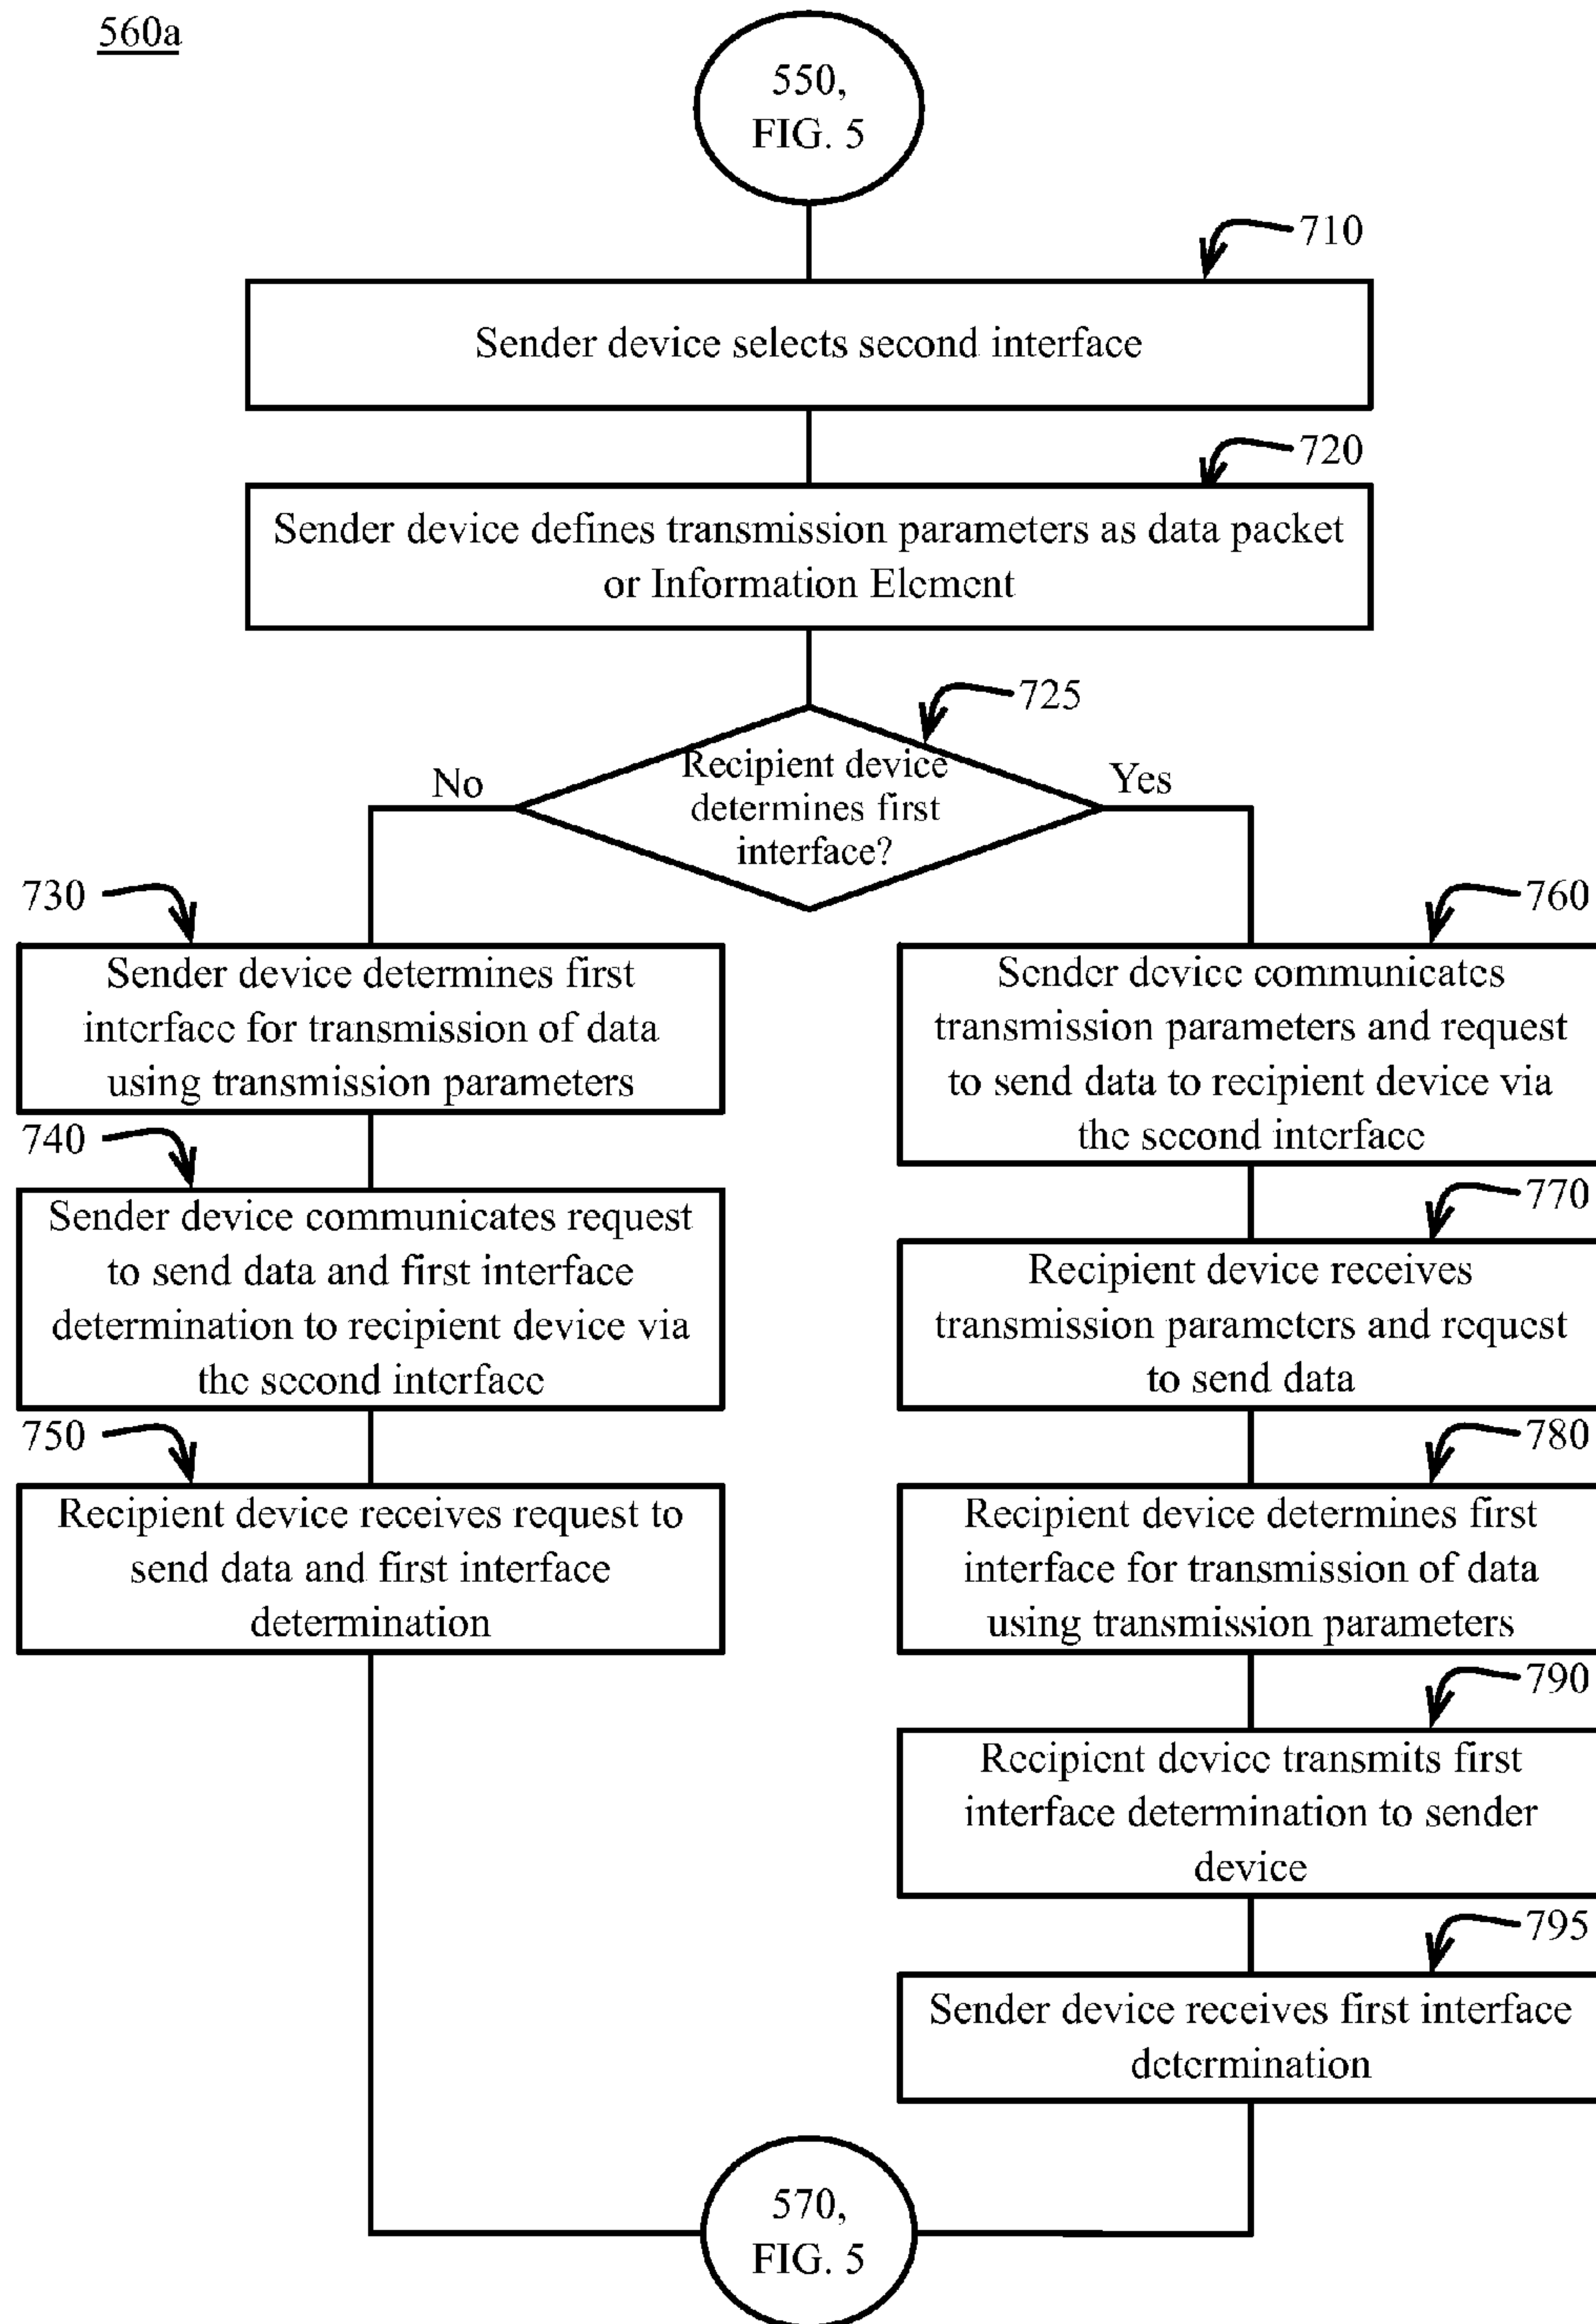 560a
550,
FIG. 5
710
Sender device selects second interface
720
Sender device defines transmission parameters as data packet
or Information Element
725
Recipient device
determines first
interface?
No
Yes
730
Sender device determines first
interface for transmission of data
using transmission parameters
740
Sender device communicates request
to send data and first interface
determination to recipient device via
the second interface
750
Recipient device receives request to
send data and first interface
determination
760
Sender device communicates
transmission parameters and request
to send data to recipient device via
the second interface
770
Recipient device receives
transmission parameters and request
to send data
780
Recipient device determines first
interface for transmission of data
using transmission parameters
790
Recipient device transmits first
interface determination to sender
device
795
Sender device receives first interface
determination
570,
FIG. 5